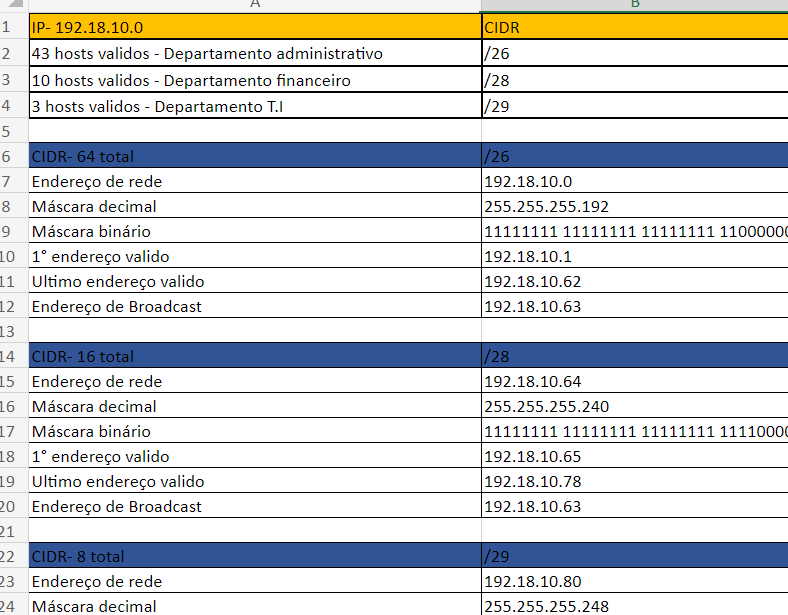 A B
1 IP- 192.18.10.0 CIDR
2 43 hosts validos - Departamento administrativo /26
3 10 hosts validos - Departamento financeiro /28
4 3 hosts validos - Departamento T.I /29
5
6 CIDR- 64 total /26
7 Endereço de rede 192.18.10.0
8 Máscara decimal 255.255.255.192
9 Máscara binário 11111111 11111111 11111111 11000000
10 1° endereço valido 192.18.10.1
11 Ultimo endereço valido 192.18.10.62
12 Endereço de Broadcast 192.18.10.63
13
14 CIDR- 16 total /28
15 Endereço de rede 192.18.10.64
16 Máscara decimal 255.255.255.240
17 Máscara binário 11111111 11111111 11111111 11110000
18 1° endereço valido 192.18.10.65
19 Ultimo endereço valido 192.18.10.78
20 Endereço de Broadcast 192.18.10.63
21
22 CIDR- 8 total /29
23 Endereço de rede 192.18.10.80
24 Máscara decimal 255.255.255.248